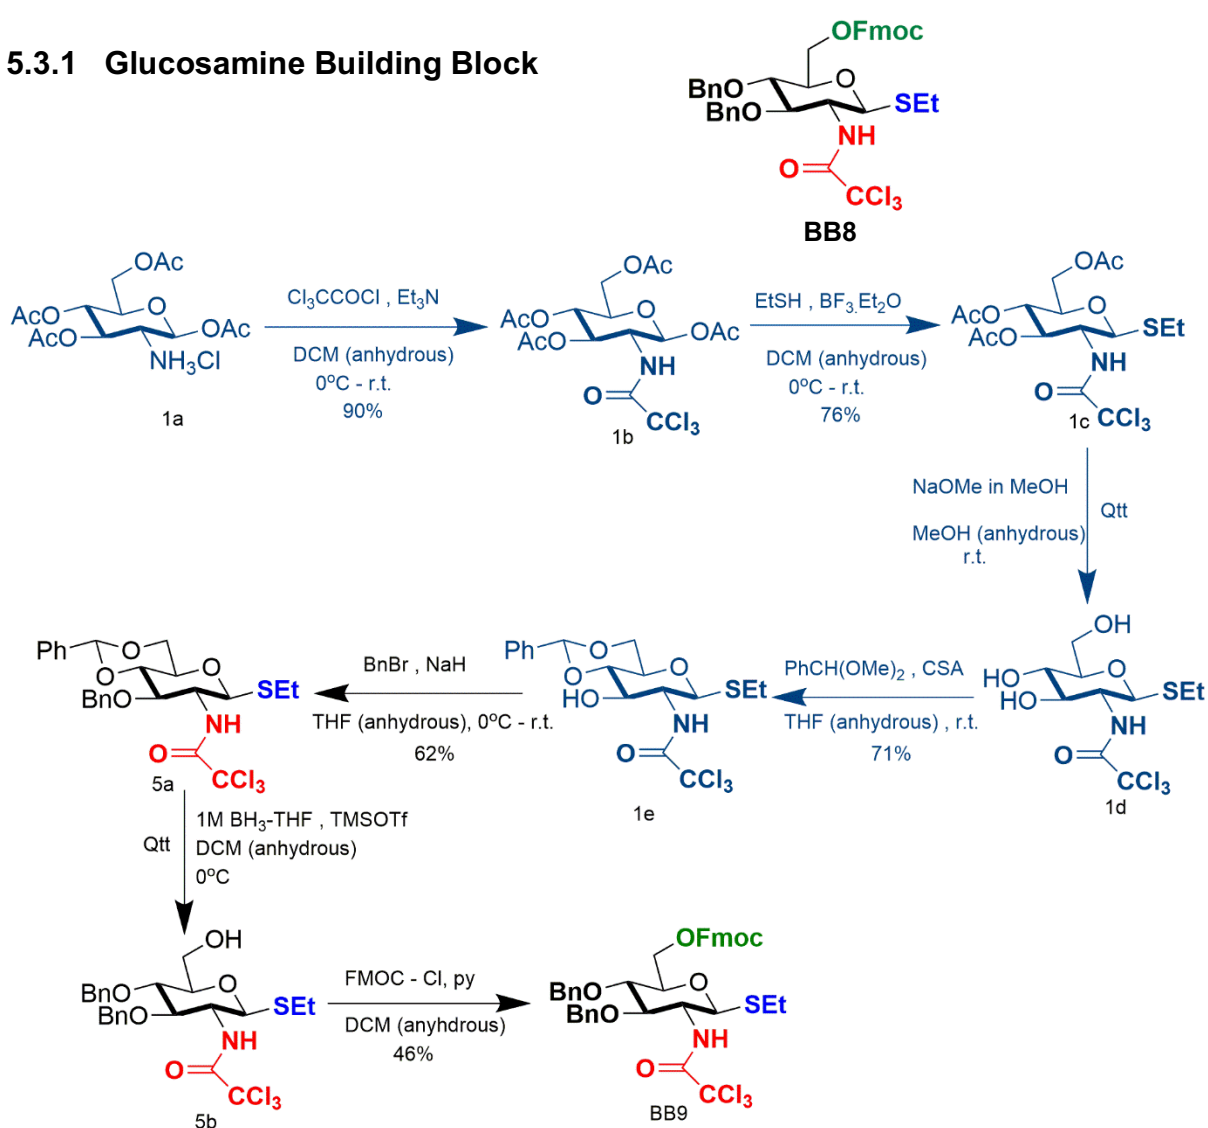 5.3.1 Glucosamine Building Block
OFmoc
O
BnO
BnO
SEt
NH
O
CCl3
BB8
OAc
O
AcO
AcO
OAc
NH3Cl
1a
Cl3CCOCl , Et3N
DCM (anhydrous)
0°C - r.t.
90%
OAc
O
AcO
AcO
OAc
NH
O
CCl3
1b
EtSH , BF3.Et2O
DCM (anhydrous)
0°C - r.t.
76%
OAc
O
AcO
AcO
SEt
NH
O
CCl3
1c
NaOMe in MeOH
Qtt
MeOH (anhydrous)
r.t.
OH
O
HO
HO
SEt
NH
O
CCl3
1d
PhCH(OMe)2 , CSA
THF (anhydrous) , r.t.
71%
Ph
O
O
O
HO
SEt
NH
O
CCl3
1e
BnBr , NaH
THF (anhydrous), 0°C - r.t.
62%
Ph
O
O
O
BnO
SEt
NH
O
CCl3
5a
1M BH3-THF , TMSOTf
Qtt
DCM (anhydrous)
0°C
OH
O
BnO
BnO
SEt
NH
O
CCl3
5b
FMOC - Cl, py
DCM (anyhdrous)
46%
OFmoc
O
BnO
BnO
SEt
NH
O
CCl3
BB9